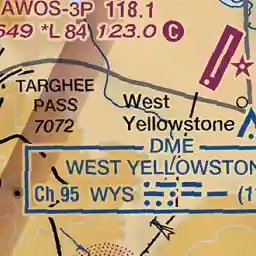 AWOS-3P 118.1
649 *L 84 123.0 C
TARGHEE
PASS
7072
West
Yellowstone
DME
WEST YELLOWSTON
Ch 95 WYS (1